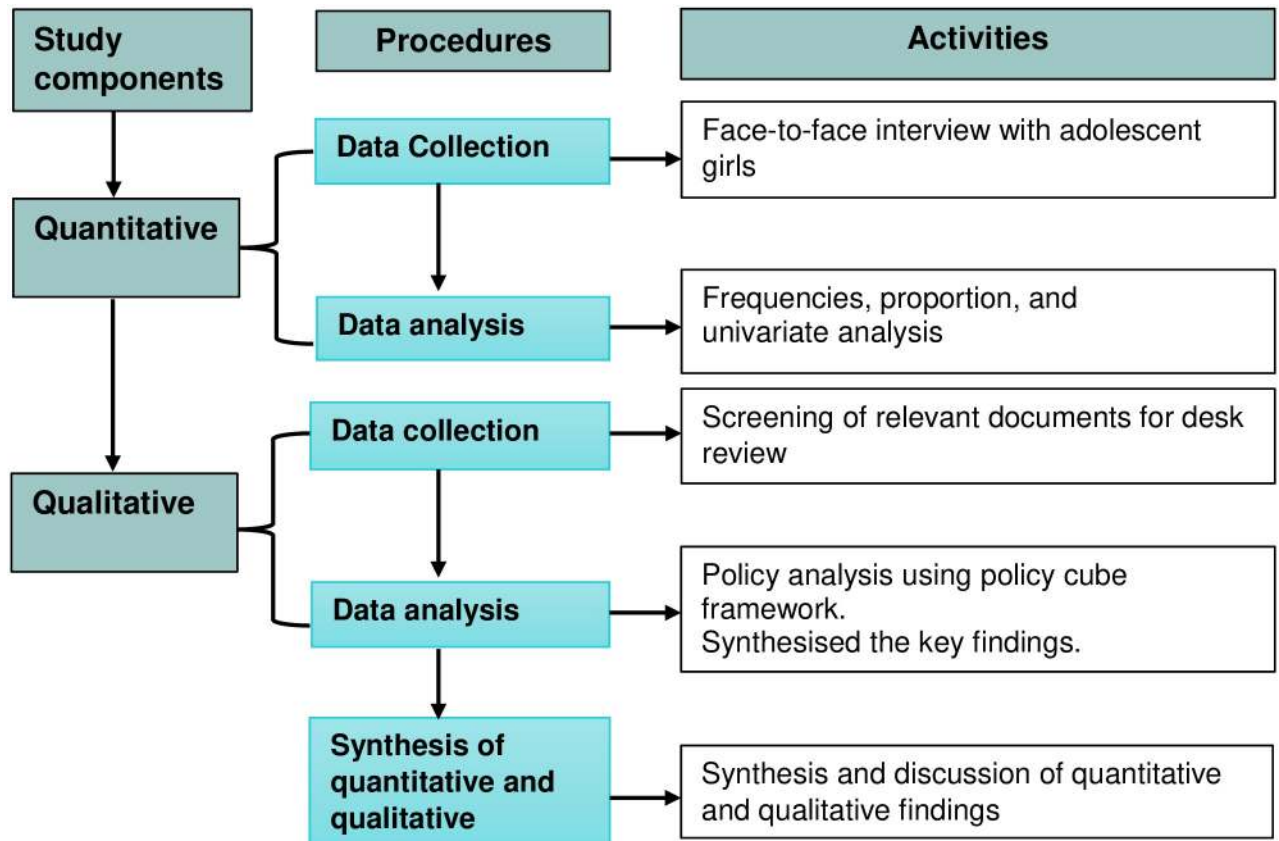 Study
components
Procedures
Activities
Quantitative
Data Collection
Face-to-face interview with adolescent
girls
Data analysis
Frequencies, proportion, and
univariate analysis
Qualitative
Data collection
Screening of relevant documents for desk
review
Data analysis
Policy analysis using policy cube
framework.
Synthesised the key findings.
Synthesis of
quantitative and
qualitative
Synthesis and discussion of quantitative
and qualitative findings